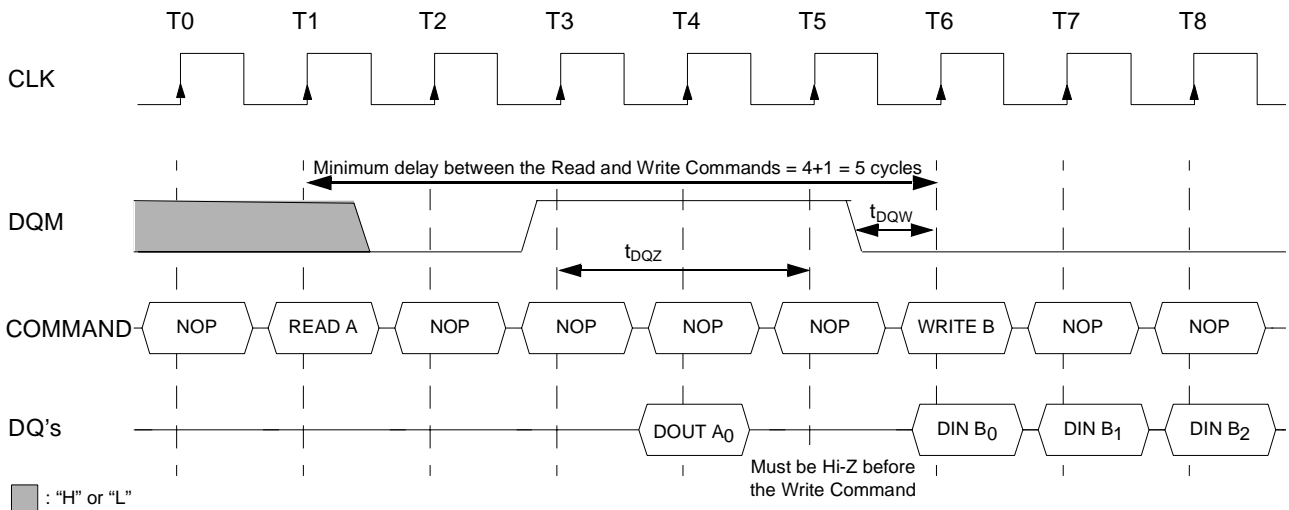 T0 T1 T2 T3 T4 T5 T6 T7 T8
CLK
Minimum delay between the Read and Write Commands = 4+1 = 5 cycles
DQM
tDQW
tDQZ
COMMAND NOP READ A NOP NOP NOP NOP WRITE B NOP NOP
DQ's DOUT A0 DIN B0 DIN B1 DIN B2
Must be Hi-Z before
the Write Command
: “H” or “L”